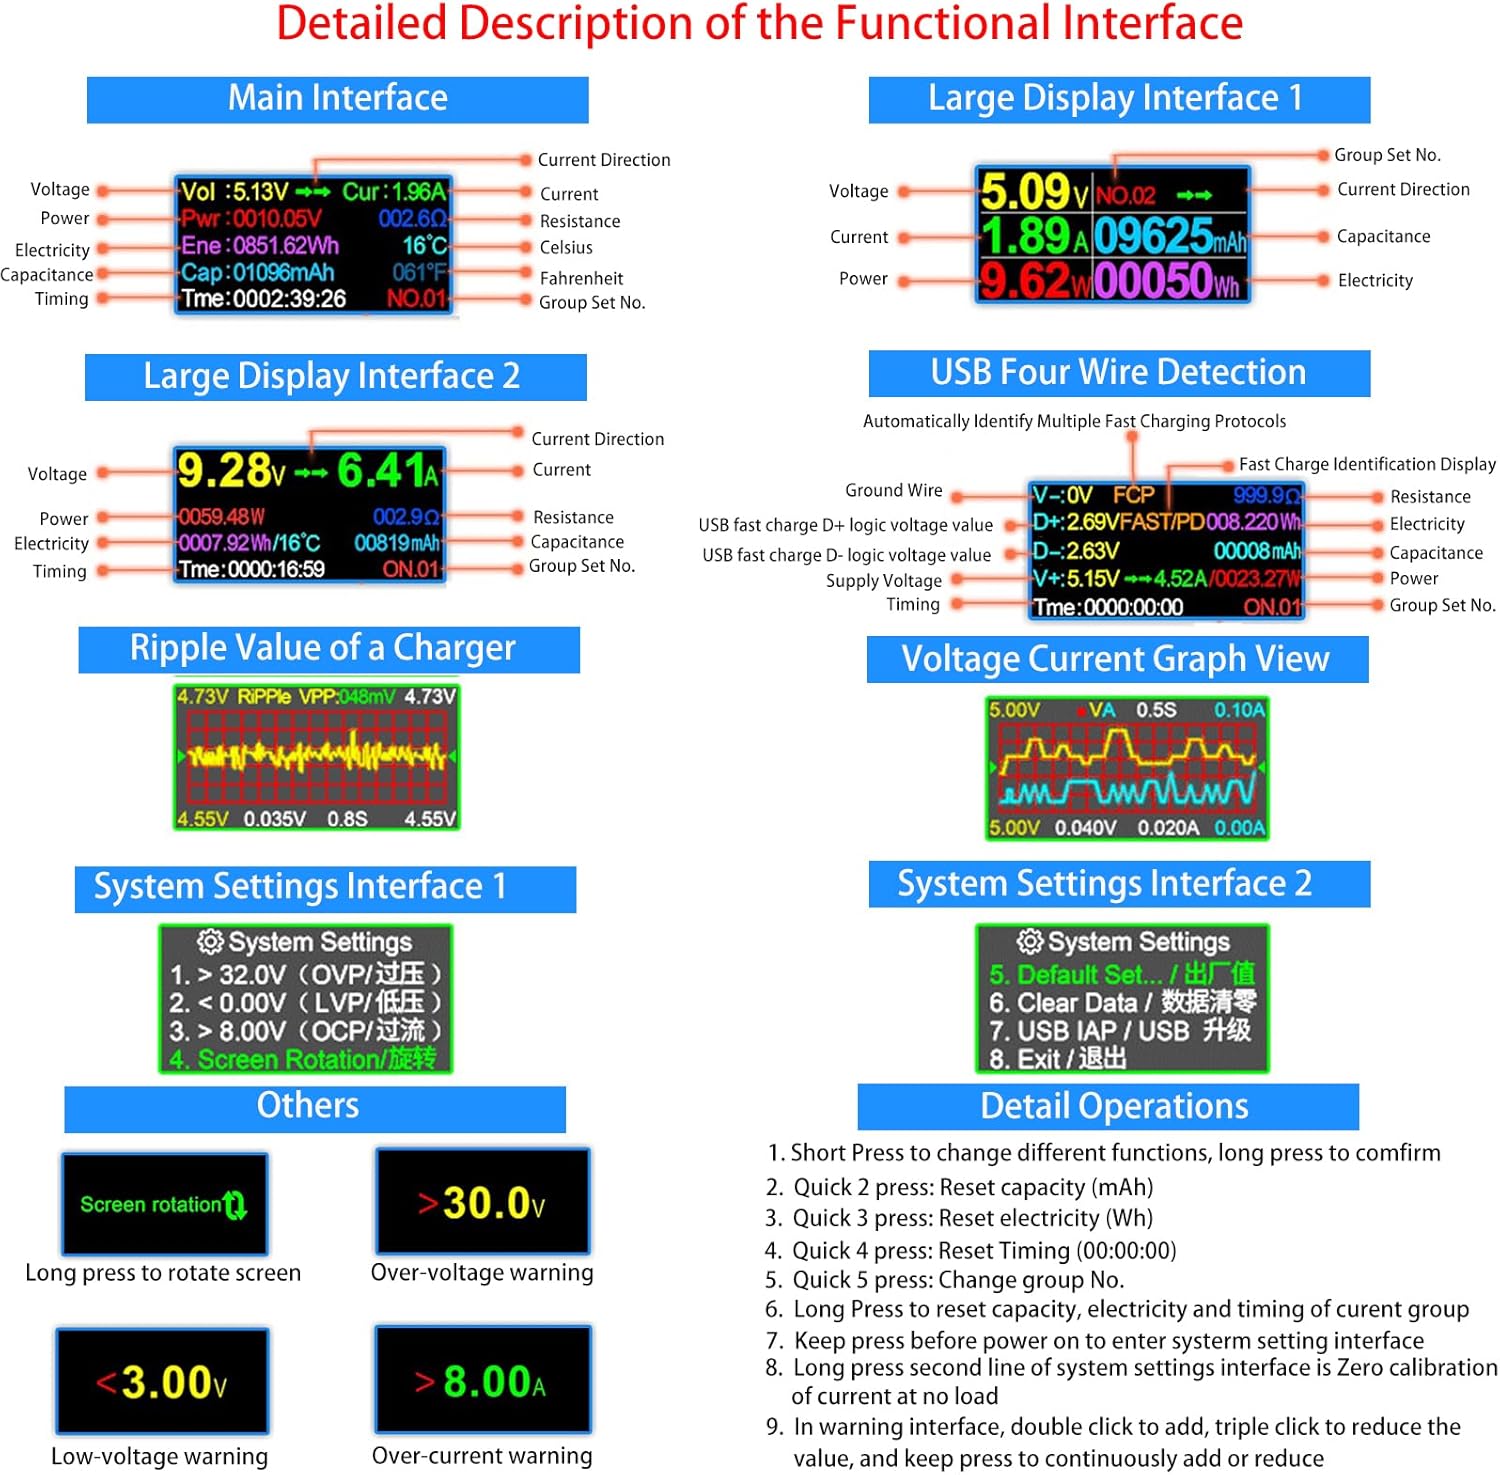 Detailed Description of the Functional Interface
Main Interface
Current Direction
Voltage
Vol :5.13V
Cur:1.96A
Current
Power
Pwr:0010.05V
002.6Ω
Resistance
Electricity
Ene:0851.62Wh
16°C
Celsius
Capacitance
Cap:01096mAh
061°F
Fahrenheit
Timing
Tme:0002:39:26
NO.01
Group Set No.
Large Display Interface 1
Group Set No.
Voltage
5.09V
NO.02
Current Direction
Current
1.89A
09625mAh
Capacitance
Power
9.62W
00050Wh
Electricity
Large Display Interface 2
Current Direction
Voltage
9.28V
6.41A
Current
Power
0059.48W
002.9Ω
Resistance
Electricity
0007.92Wh/16°C
00819mAh
Capacitance
Timing
Tme:0000:16:59
ON.01
Group Set No.
USB Four Wire Detection
Automatically Identify Multiple Fast Charging Protocols
Fast Charge Identification Display
Ground Wire
V-:0V
FCP
999.9Ω
Resistance
USB fast charge D+ logic voltage value
D+:2.69V
FAST/PD
008.220Wh
Electricity
USB fast charge D- logic voltage value
D-:2.63V
00008mAh
Capacitance
Supply Voltage
V+:5.15V
4.52A/0023.27W
Power
Timing
Tme:0000:00:00
ON.01
Group Set No.
Ripple Value of a Charger
4.73V RiPPle VPP:048mV 4.73V
4.55V 0.035V 0.8S 4.55V
Voltage Current Graph View
5.00V VA 0.5S 0.10A
5.00V 0.040V 0.020A 0.00A
System Settings Interface 1
System Settings
1. > 32.0V（OVP/过压）
2. < 0.00V（LVP/低压）
3. > 8.00V（OCP/过流）
4. Screen Rotation/旋转
System Settings Interface 2
System Settings
5. Default Set... / 出厂值
6. Clear Data / 数据清零
7. USB IAP / USB 升级
8. Exit / 退出
Others
Screen rotation
Long press to rotate screen
>30.0V
Over-voltage warning
<3.00V
Low-voltage warning
>8.00A
Over-current warning
Detail Operations
1. Short Press to change different functions, long press to comfirm
2. Quick 2 press: Reset capacity (mAh)
3. Quick 3 press: Reset electricity (Wh)
4. Quick 4 press: Reset Timing (00:00:00)
5. Quick 5 press: Change group No.
6. Long Press to reset capacity, electricity and timing of curent group
7. Keep press before power on to enter systerm setting interface
8. Long press second line of system settings interface is Zero calibration
of current at no load
9. In warning interface, double click to add, triple click to reduce the
value, and keep press to continuously add or reduce